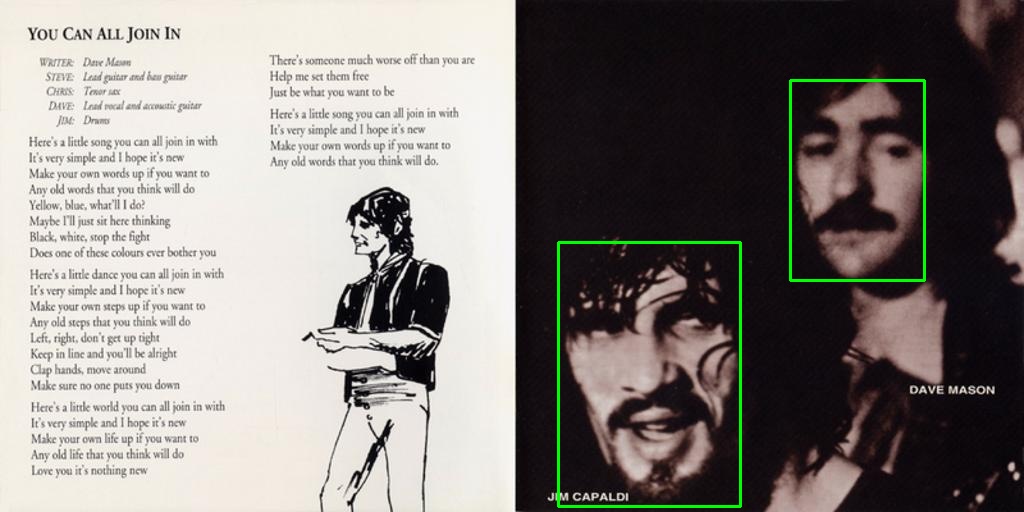 YOU CAN ALL JOIN IN
WRITER: Dave Mason
STEVE: Lead guitar and bass guitar
CHRIS: Tenor sax
DAVE: Lead vocal and accoustic guitar
JIM: Drums
Here's a little song you can all join in with
It's very simple and I hope it's new
Make your own words up if you want to
Any old words that you think will do
Yellow, blue, what'll I do?
Maybe I'll just sit here thinking
Black, white, stop the fight
Does one of these colours ever bother you
Here's a little dance you can all join in with
It's very simple and I hope it's new
Make your own steps up if you want to
Any old steps that you think will do
Left, right, don't get up tight
Keep in line and you'll be alright
Clap hands, move around
Make sure no one puts you down
Here's a little world you can all join in with
It's very simple and I hope it's new
Make your own life up if you want to
Any old life that you think will do
Love you it's nothing new
There's someone much worse off than you are
Help me set them free
Just be what you want to be
Here's a little song you can all join in with
It's very simple and I hope it's new
Make your own words up if you want to
Any old words that you think will do.
DAVE MASON
JIM CAPALDI